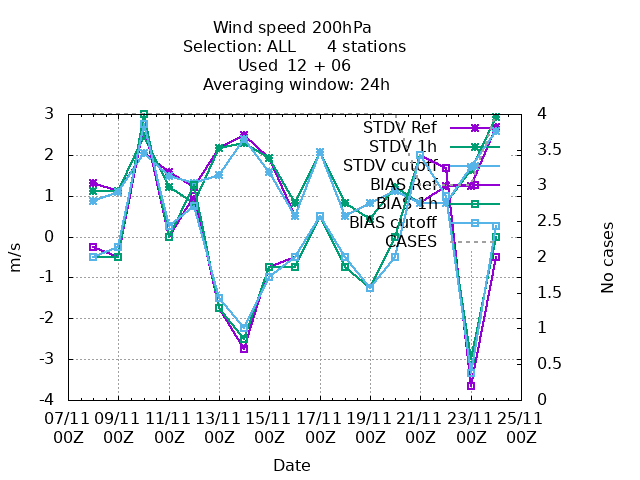 Wind speed 200hPa
Selection: ALL 4 stations
Used 12 + 06
Averaging window: 24h
3
2
1
0
-1
-2
-3
-4
m/s
4
3.5
3
2.5
2
1.5
1
0.5
0
No cases
STDV Ref
STDV 1h
STDV cutoff
BIAS Ref
BIAS 1h
BIAS cutoff
CASES
07/11 09/11 11/11 13/11 15/11 17/11 19/11 21/11 23/11 25/11
00Z 00Z 00Z 00Z 00Z 00Z 00Z 00Z 00Z 00Z
Date